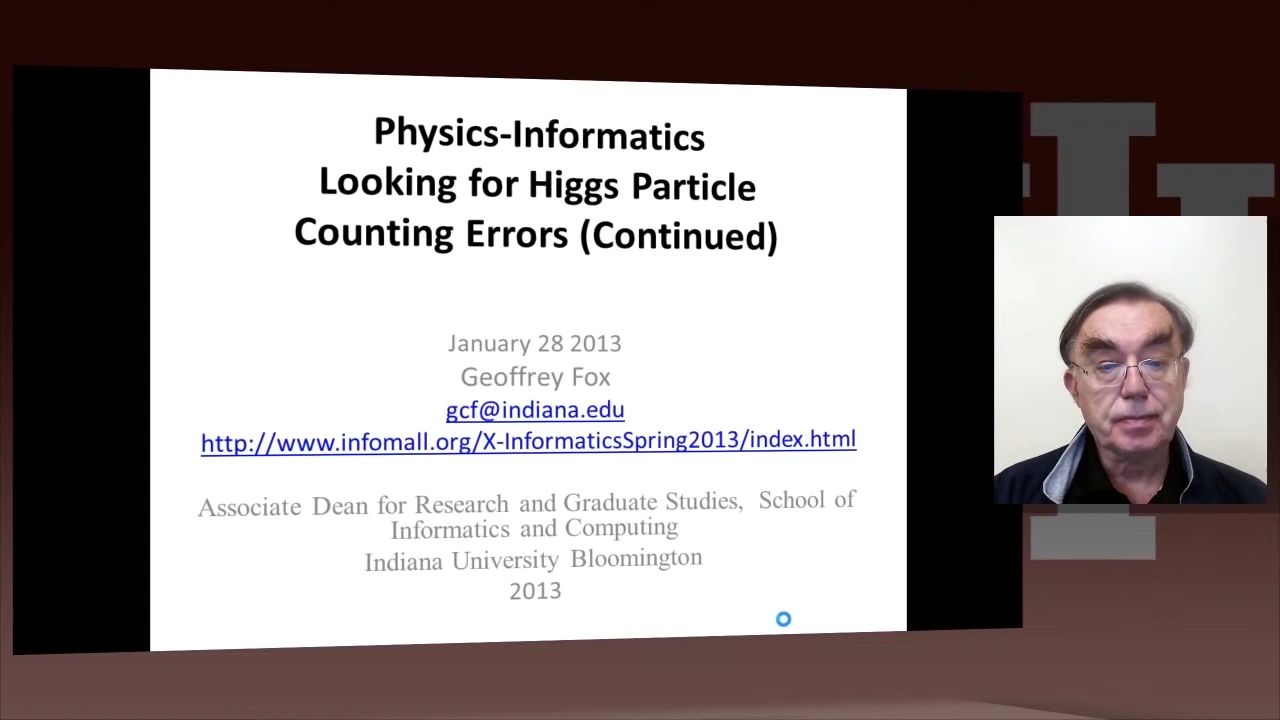 Physics-Informatics
Looking for Higgs Particle
Counting Errors (Continued)
January 28 2013
Geoffrey Fox
gcf@indiana.edu
http://www.infomall.org/X-InformaticsSpring2013/index.html
Associate Dean for Research and Graduate Studies, School of
Informatics and Computing
Indiana University Bloomington
2013